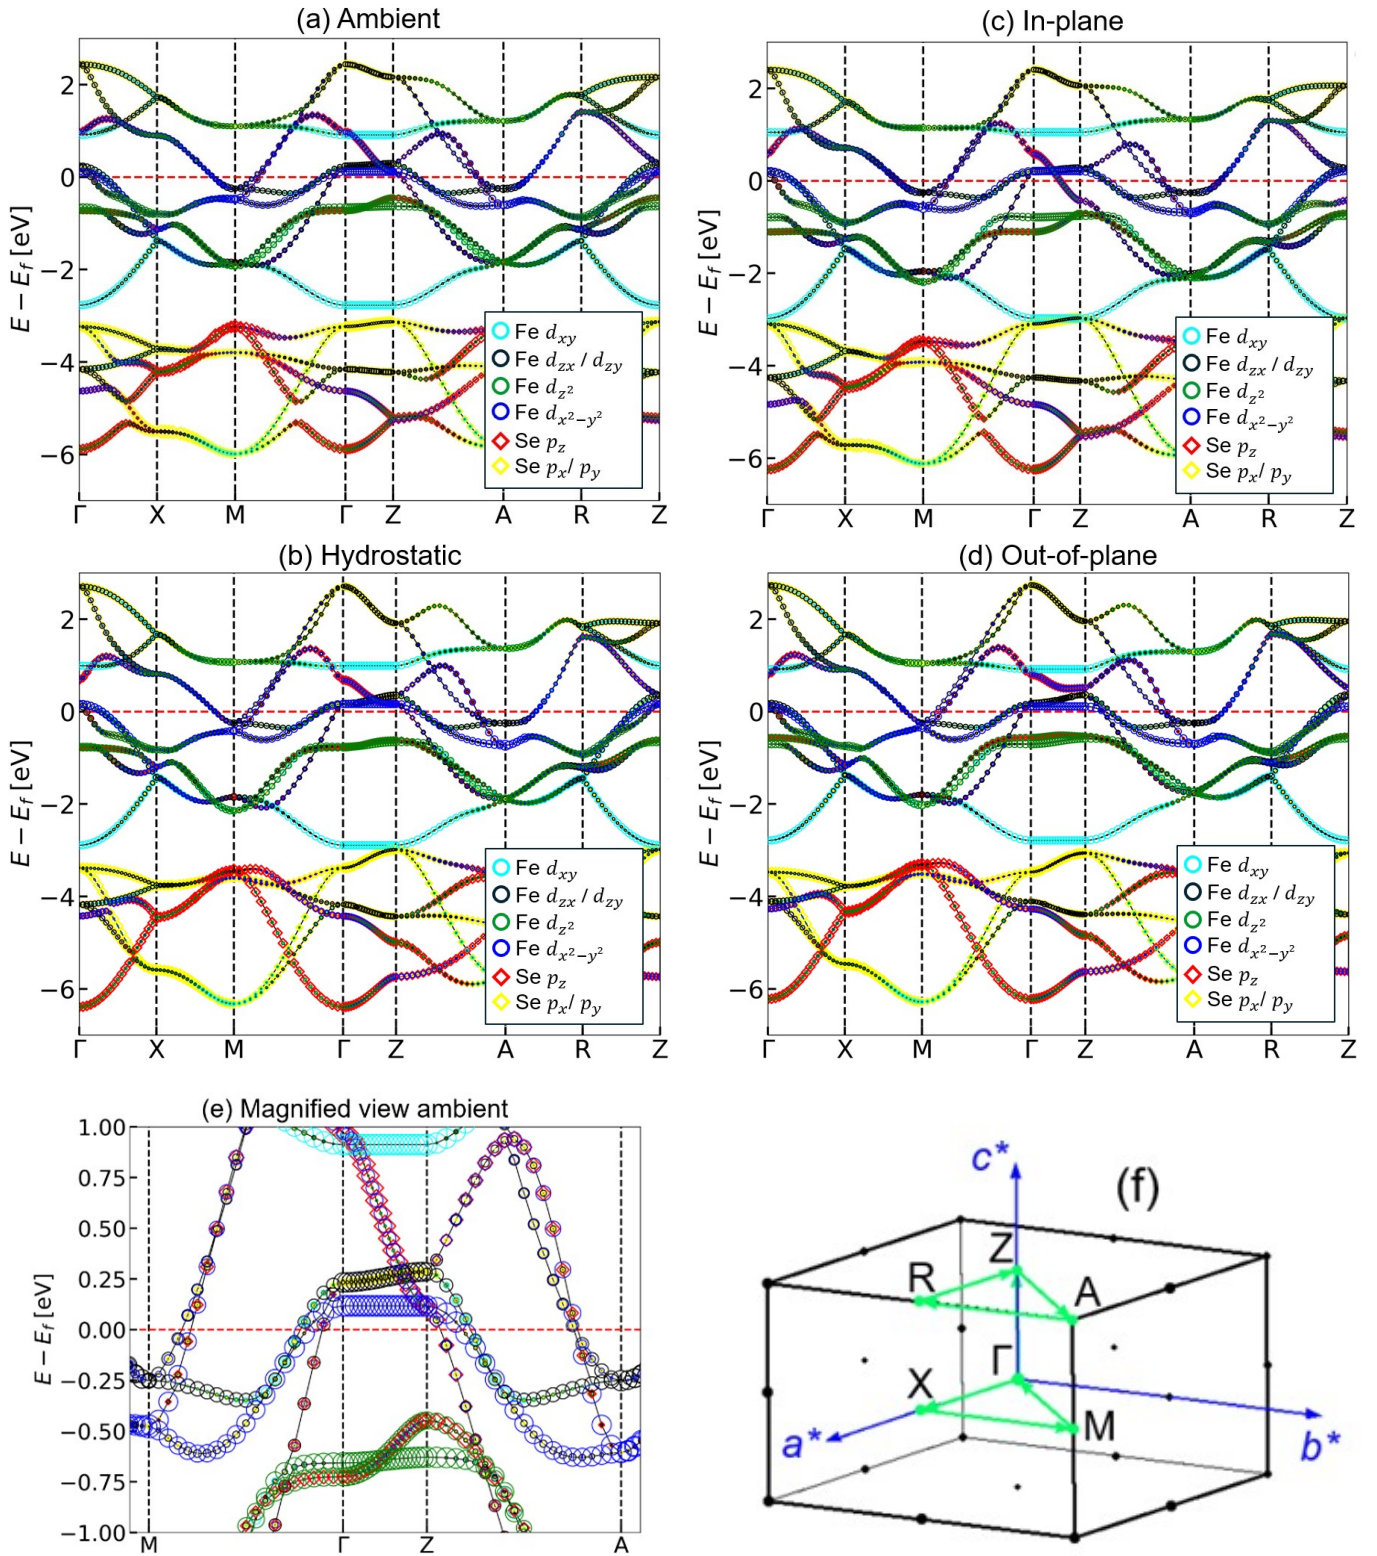 (a) Ambient
E − E_f [eV]
2
0
−2
−4
−6
Fe d_xy
Fe d_zx / d_zy
Fe d_z²
Fe d_x²−y²
Se p_z
Se p_x/ p_y
Γ X M Γ Z A R Z
(c) In-plane
E − E_f [eV]
2
0
−2
−4
−6
Fe d_xy
Fe d_zx / d_zy
Fe d_z²
Fe d_x²−y²
Se p_z
Se p_x/ p_y
Γ X M Γ Z A R Z
(b) Hydrostatic
E − E_f [eV]
2
0
−2
−4
−6
Fe d_xy
Fe d_zx / d_zy
Fe d_z²
Fe d_x²−y²
Se p_z
Se p_x/ p_y
Γ X M Γ Z A R Z
(d) Out-of-plane
E − E_f [eV]
2
0
−2
−4
−6
Fe d_xy
Fe d_zx / d_zy
Fe d_z²
Fe d_x²−y²
Se p_z
Se p_x/ p_y
Γ X M Γ Z A R Z
(e) Magnified view ambient
E − E_f [eV]
1.00
0.75
0.50
0.25
0.00
−0.25
−0.50
−0.75
−1.00
M Γ Z A
(f)
c*
Z
R
A
Γ
X
M
a*
b*